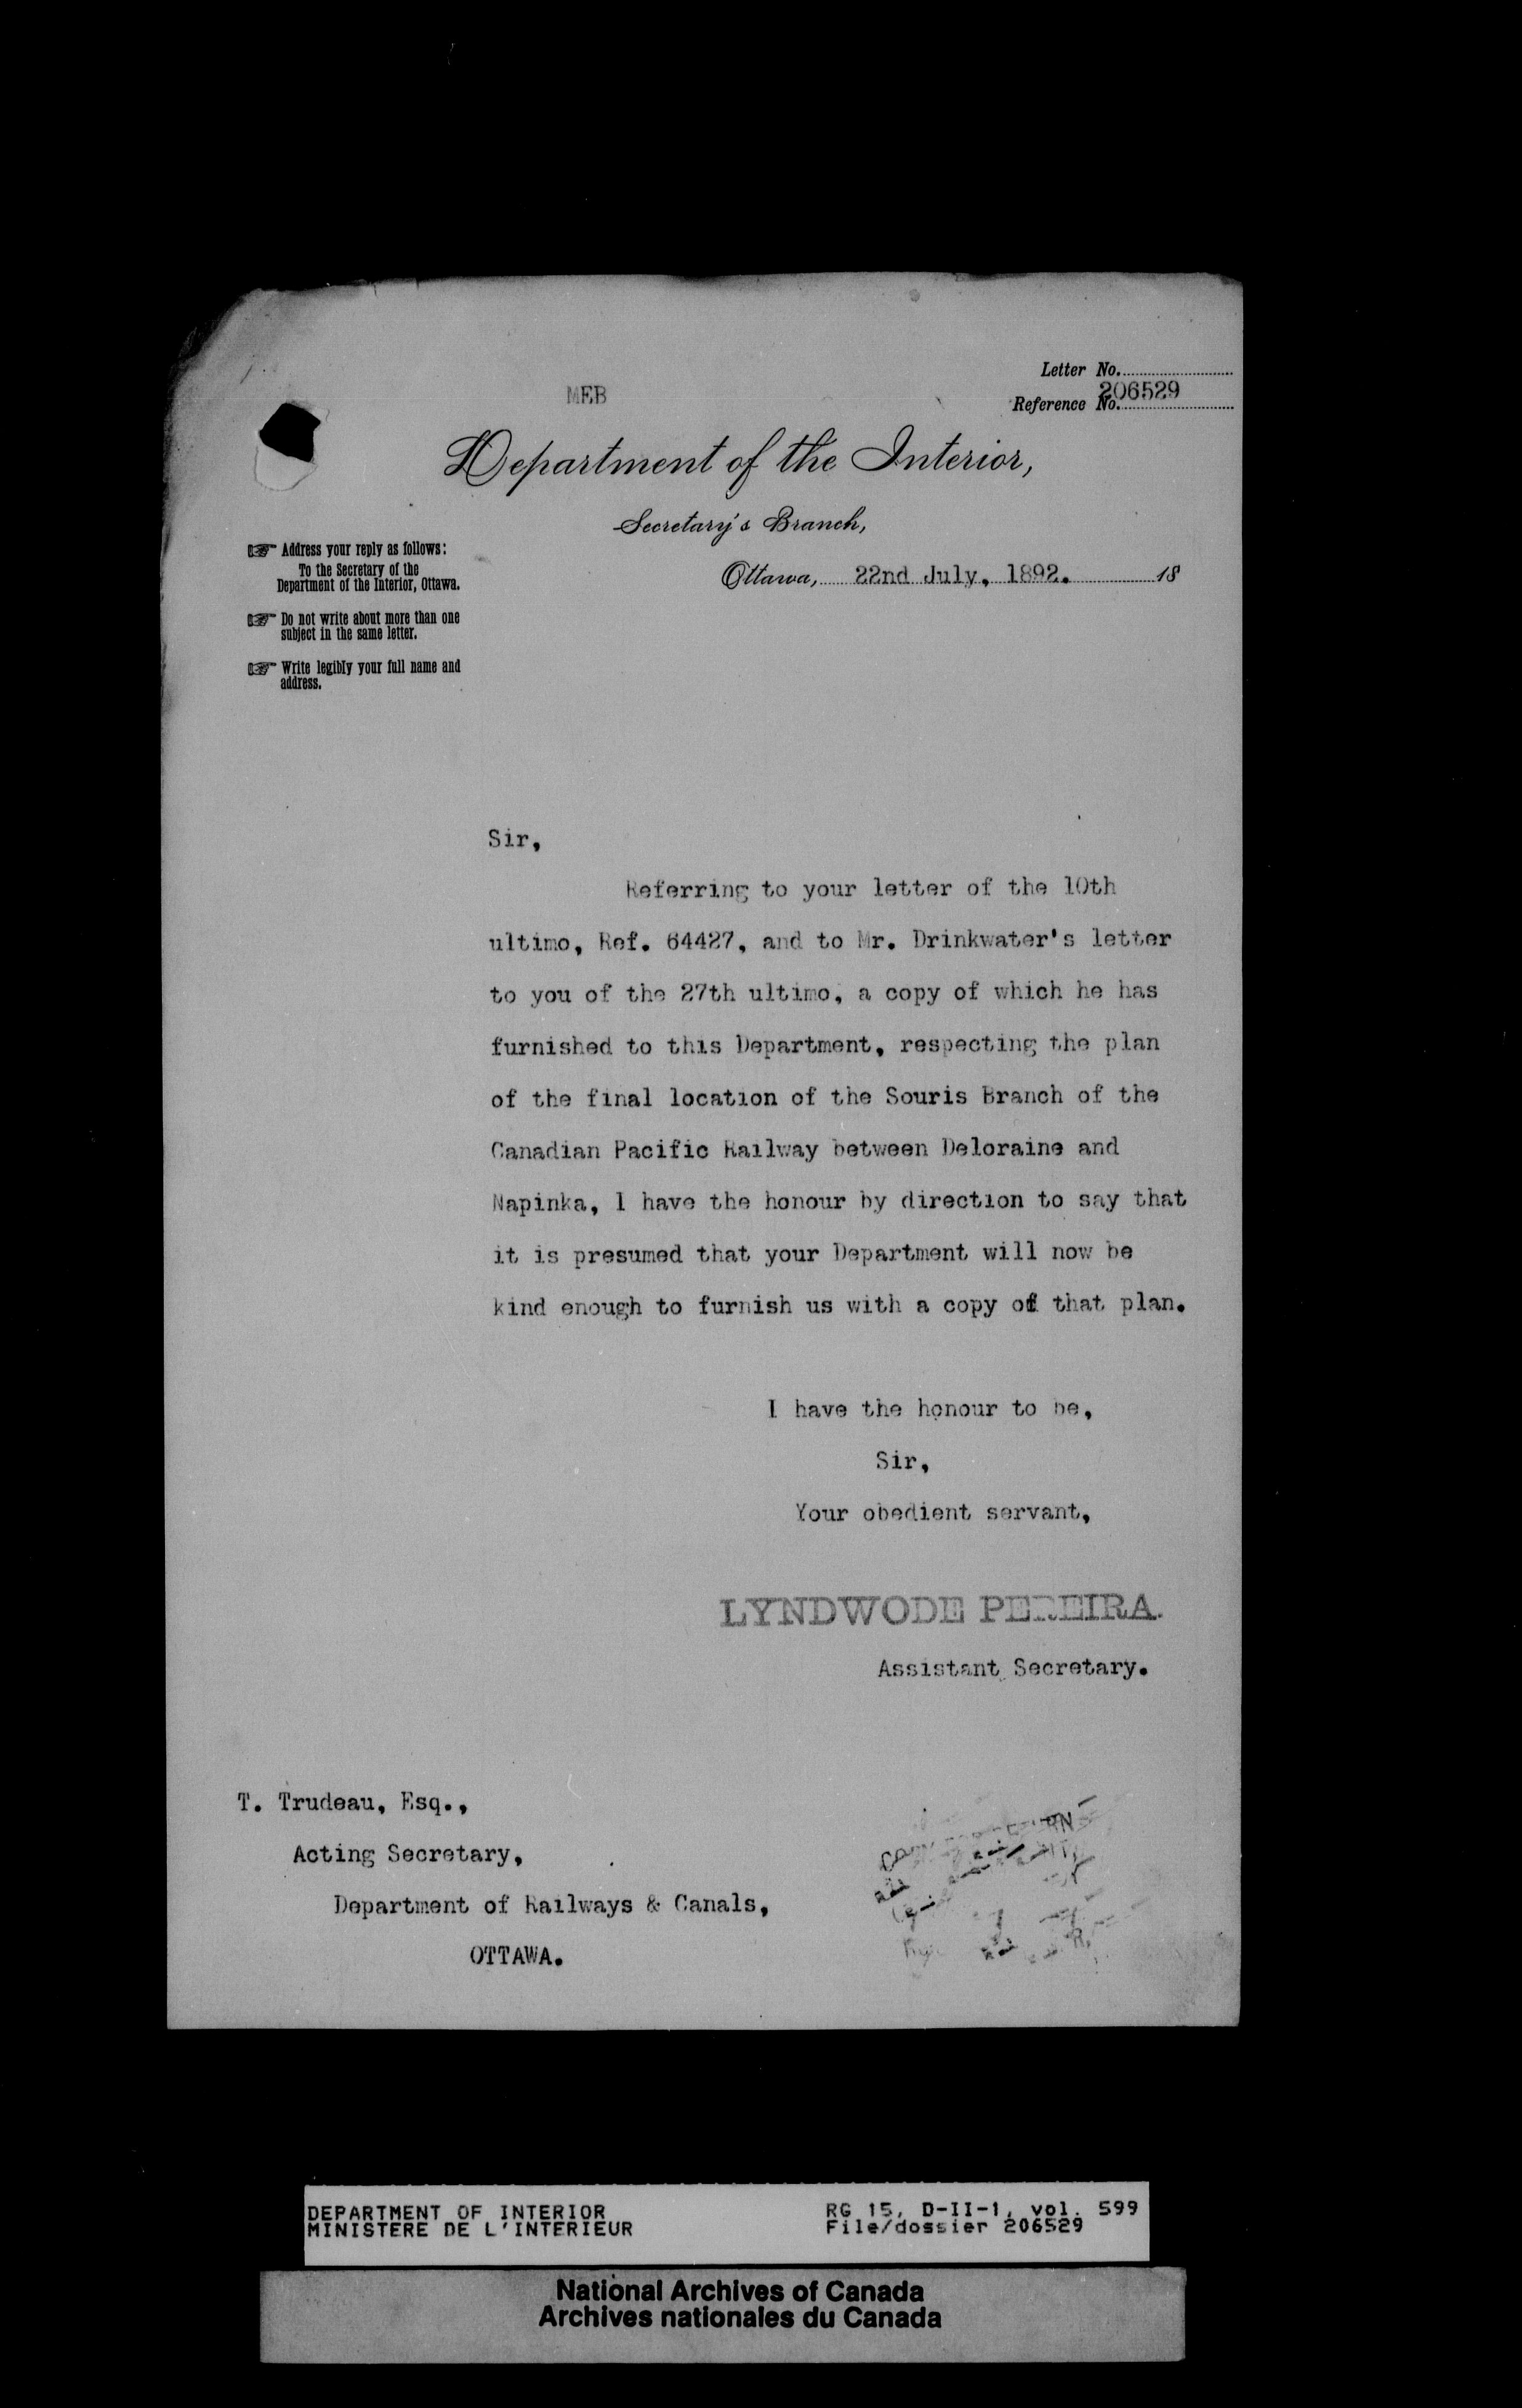 Letter No.
MEB
206529
Reference No.
Department of the Interior,
Secretary's Branch,
Ottawa, 22nd July, 1892. 18
Address your reply as follows:
To the Secretary of the
Department of the Interior, Ottawa.
Do not write about more than one
subject in the same letter.
Write legibly your full name and
address.
Sir,
Referring to your letter of the 10th
ultimo, Ref. 64427, and to Mr. Drinkwater's letter
to you of the 27th ultimo, a copy of which he has
furnished to this Department, respecting the plan
of the final location of the Souris Branch of the
Canadian Pacific Railway between Deloraine and
Napinka, I have the honour by direction to say that
it is presumed that your Department will now be
kind enough to furnish us with a copy of that plan.
I have the honour to be,
Sir,
Your obedient servant,
LYNDWODE PEREIRA.
Assistant Secretary.
T. Trudeau, Esq.,
Acting Secretary,
Department of Railways & Canals,
OTTAWA.
DEPARTMENT OF INTERIOR
MINISTERE DE L'INTERIEUR
RG 15, D-II-1, vol. 599
File/dossier 206529
National Archives of Canada
Archives nationales du Canada